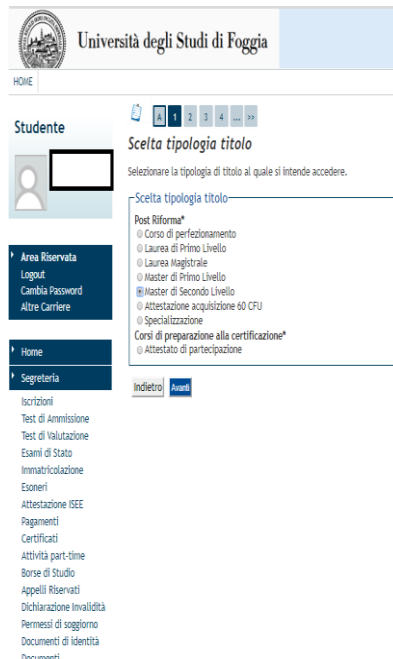 Università degli Studi di Foggia
HOME
Studente
Area Riservata
Logout
Cambia Password
Altre Carriere
Home
Segreteria
Iscrizioni
Test di Ammissione
Test di Valutazione
Esami di Stato
Immatricolazione
Esoneri
Attestazione ISEE
Pagamenti
Certificati
Attività part-time
Borse di Studio
Appelli Riservati
Dichiarazione Invalidità
Permessi di soggiorno
Documenti di identità
Documenti
A 1 2 3 4 ... >>
Scelta tipologia titolo
Selezionare la tipologia di titolo al quale si intende accedere.
Scelta tipologia titolo
Post Riforma*
Corso di perfezionamento
Laurea di Primo Livello
Laurea Magistrale
Master di Primo Livello
Master di Secondo Livello
Attestazione acquisizione 60 CFU
Specializzazione
Corsi di preparazione alla certificazione*
Attestato di partecipazione
Indietro Avanti